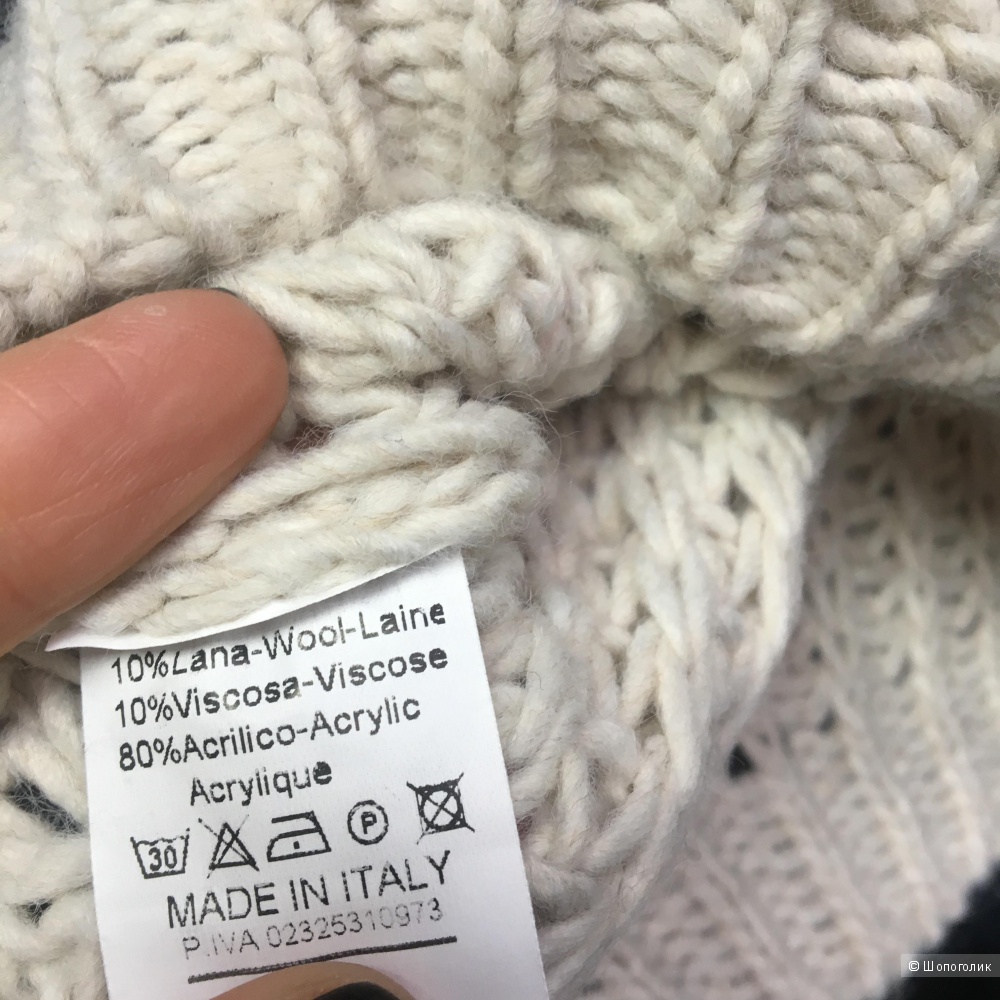 10%Lana-Wool-Laine
10%Viscosa-Viscose
80%Acrilico-Acrylic
Acrylique
30 P
MADE IN ITALY
P.IVA 02325310973
© Шопоголик